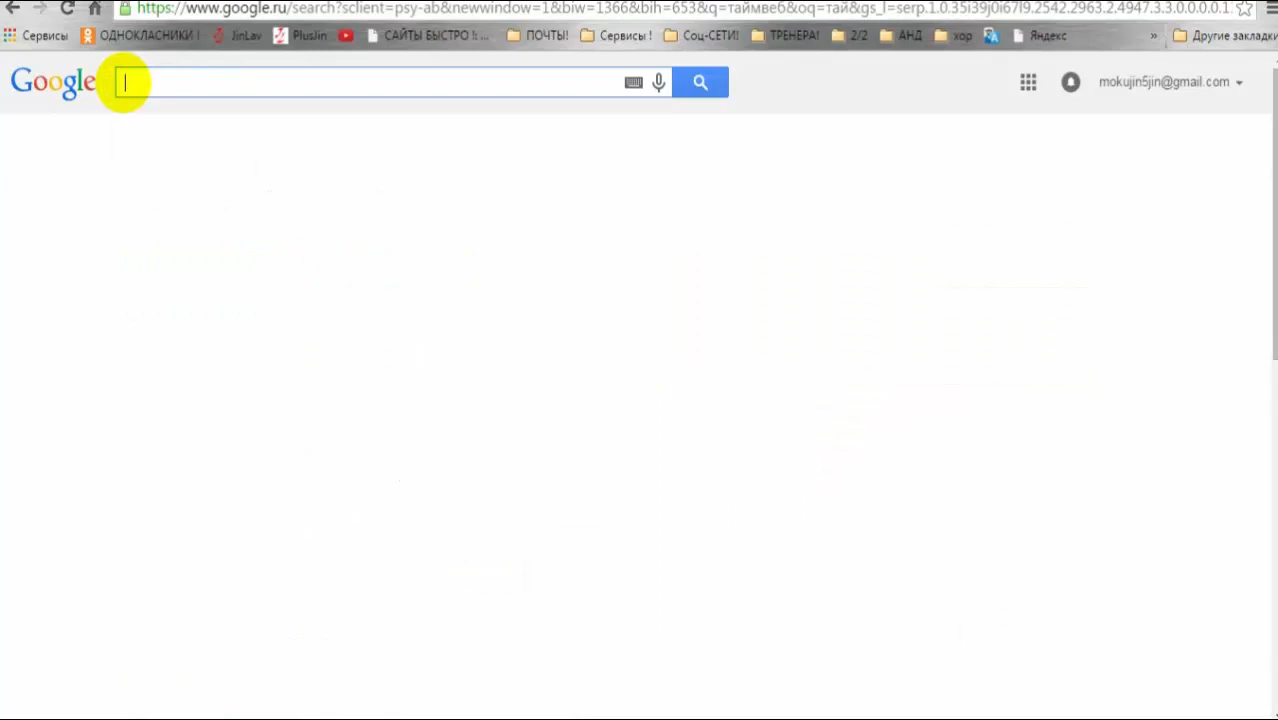 https://www.google.ru/search?sclient=psy-ab&newwindow=1&biw=1366&bih=653&q=таймвеб&oq=тай&gs_l=serp.1.0.35i39j0i67l9.2542.2963.2.4947.3.3.0.0.0.0.1
Сервисы ОДНОКЛАСНИКИ ! JinLav PlusJin САЙТЫ БЫСТРО !: ... ПОЧТЫ! Сервисы ! Соц-СЕТИ! ТРЕНЕРА! 2/2 АНД хор Яндекс » Другие закладки
Google mokujin5jin@gmail.com